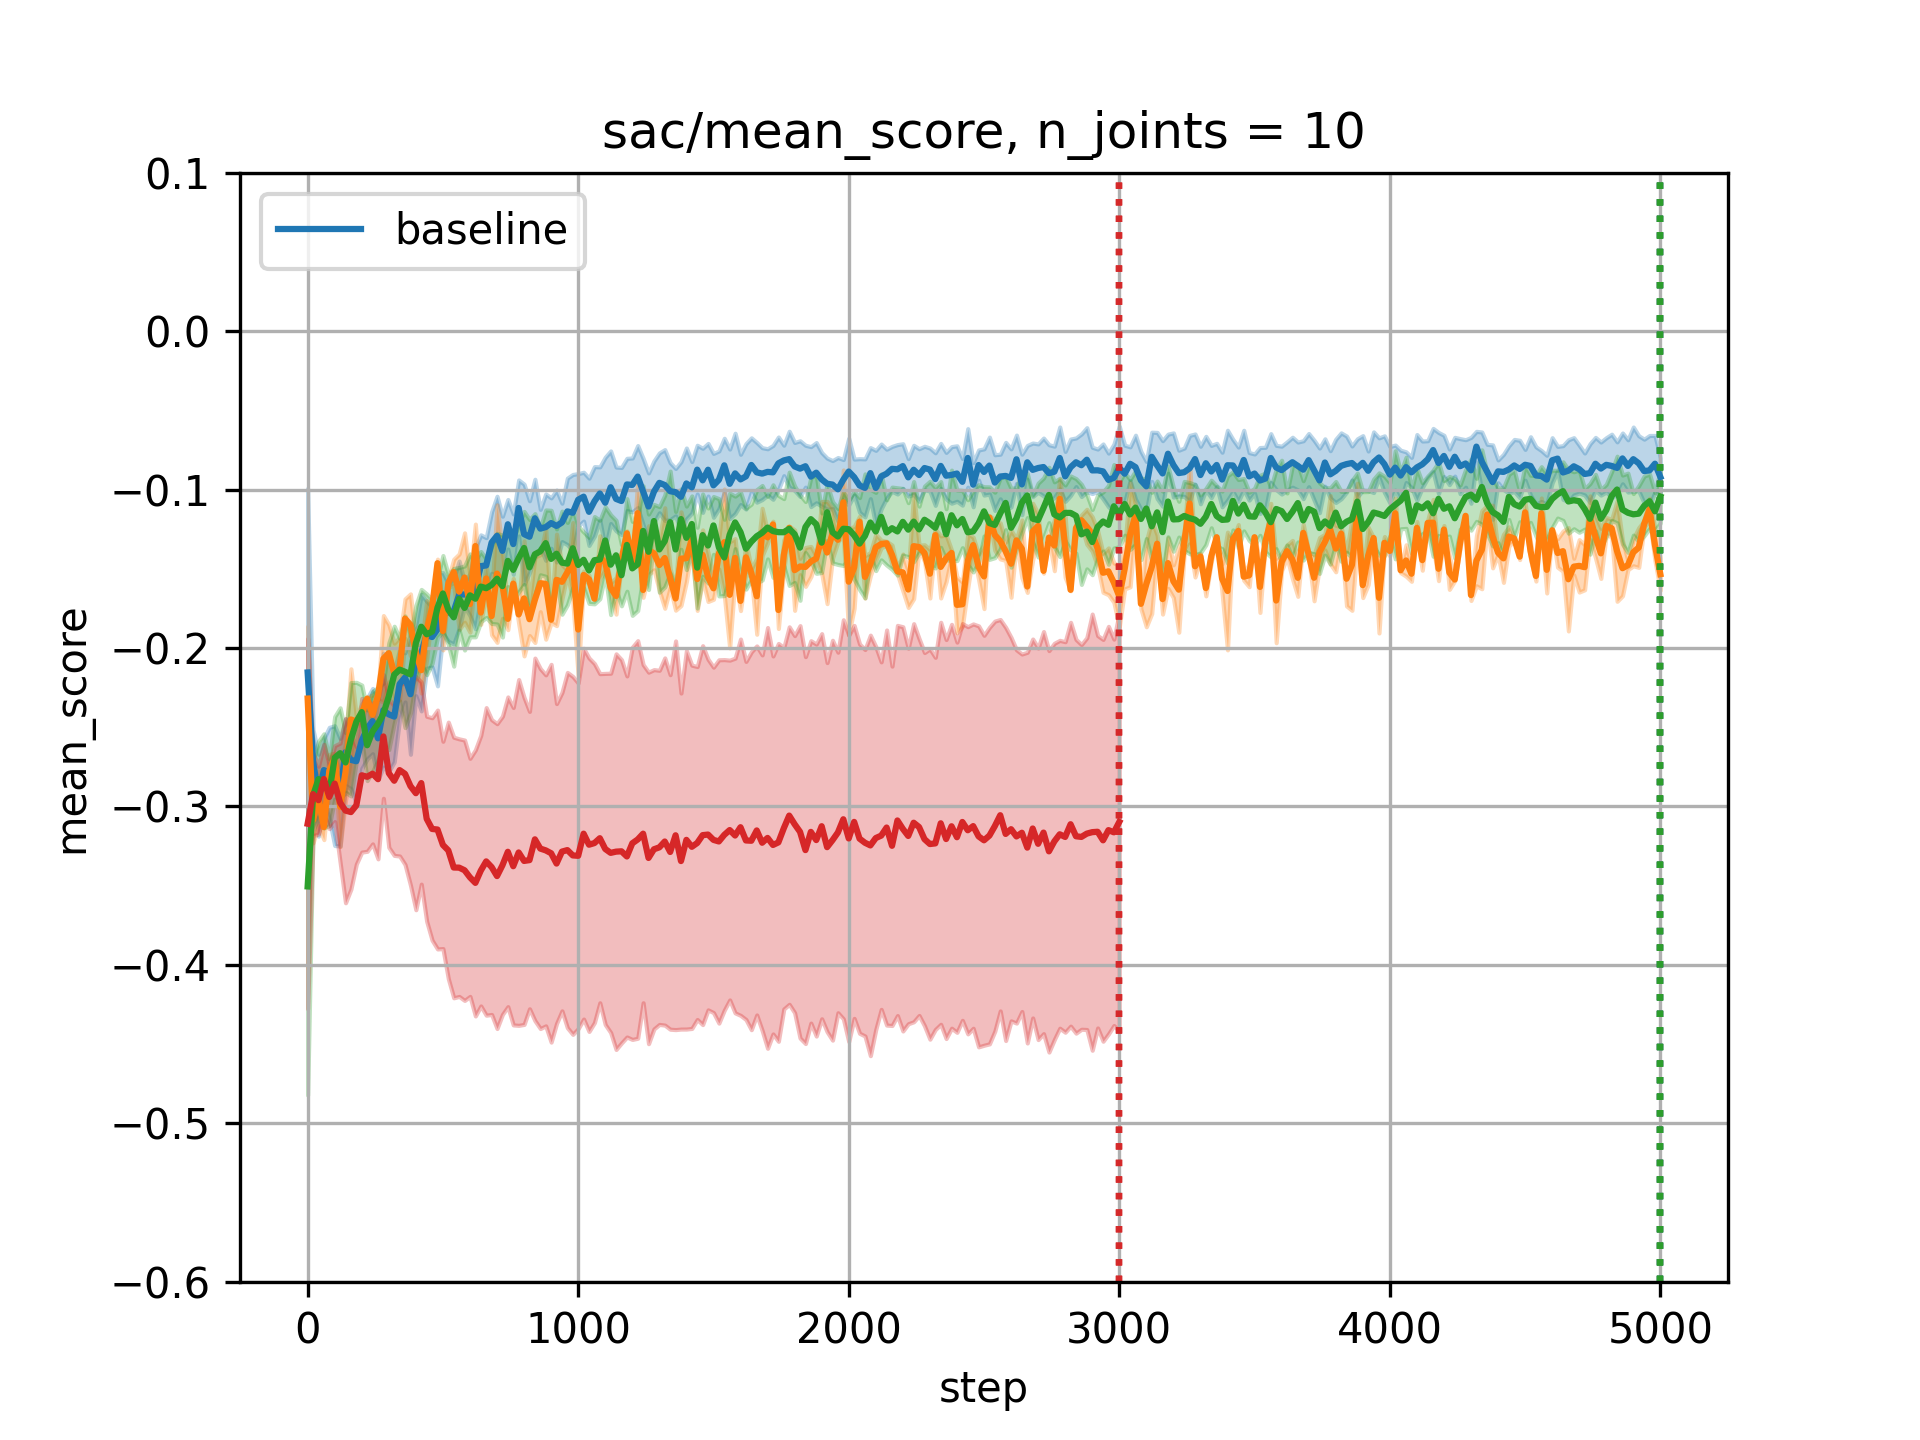 sac/mean_score, n_joints = 10
baseline
0.1
0.0
−0.1
−0.2
−0.3
−0.4
−0.5
−0.6
mean_score
0 1000 2000 3000 4000 5000
step